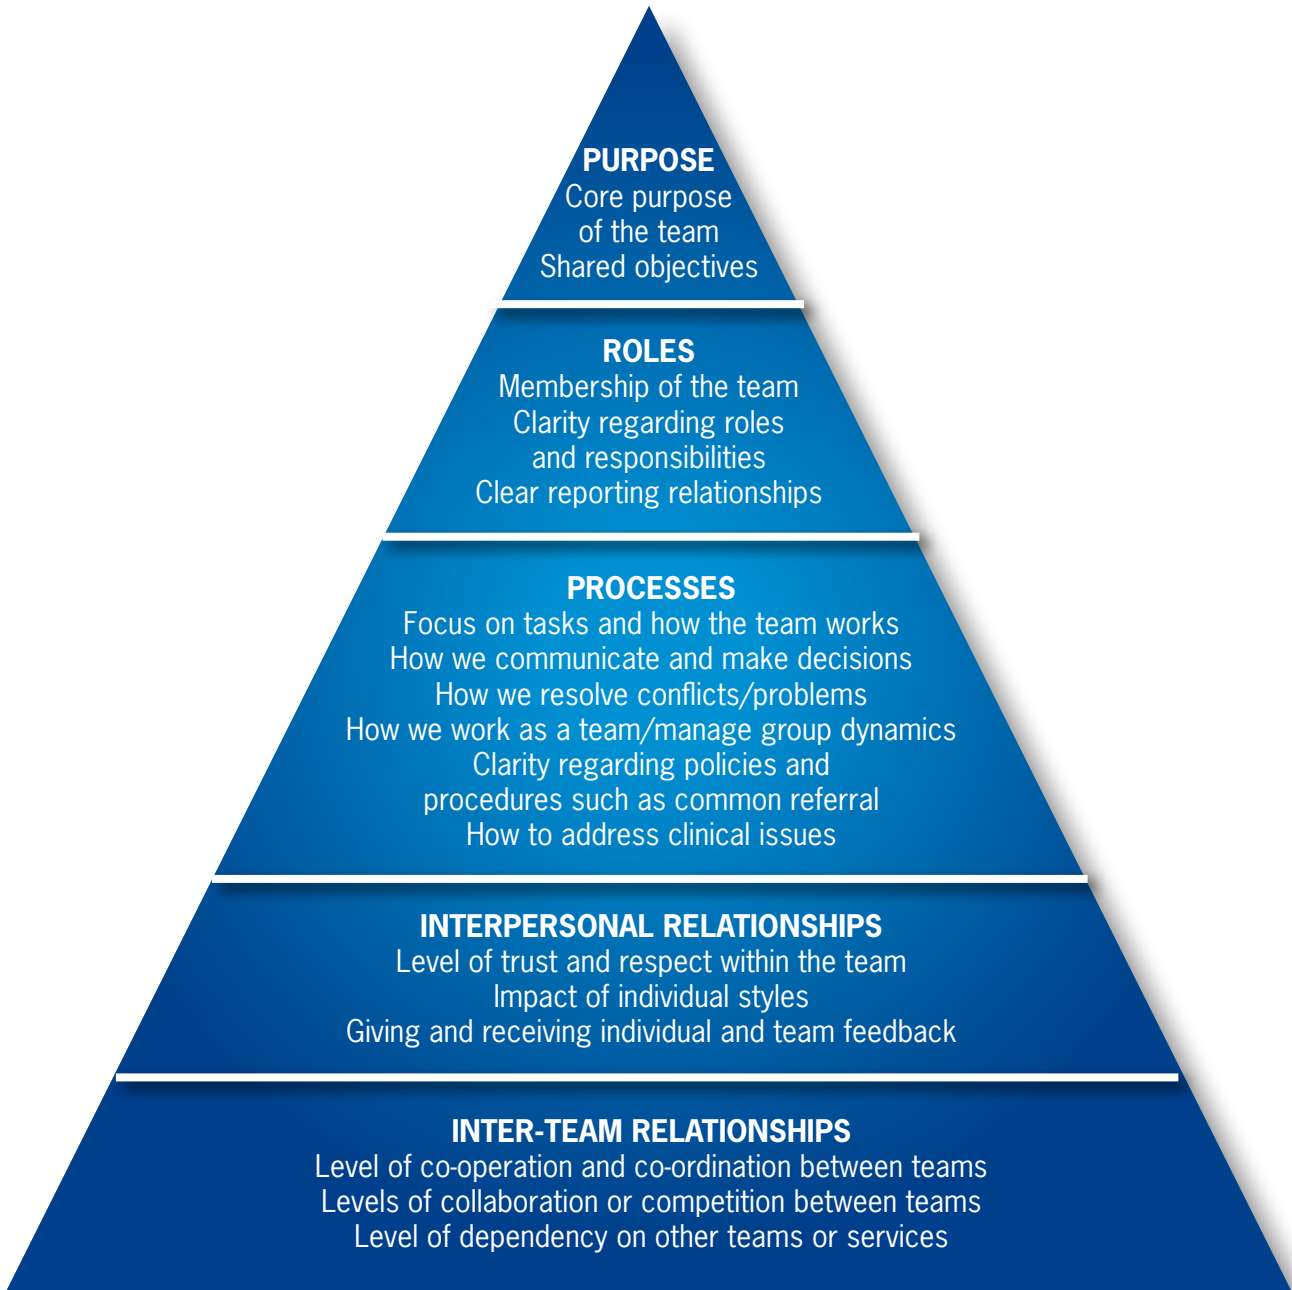 PURPOSE
Core purpose
of the team
Shared objectives
ROLES
Membership of the team
Clarity regarding roles
and responsibilities
Clear reporting relationships
PROCESSES
Focus on tasks and how the team works
How we communicate and make decisions
How we resolve conflicts/problems
How we work as a team/manage group dynamics
Clarity regarding policies and
procedures such as common referral
How to address clinical issues
INTERPERSONAL RELATIONSHIPS
Level of trust and respect within the team
Impact of individual styles
Giving and receiving individual and team feedback
INTER-TEAM RELATIONSHIPS
Level of co-operation and co-ordination between teams
Levels of collaboration or competition between teams
Level of dependency on other teams or services